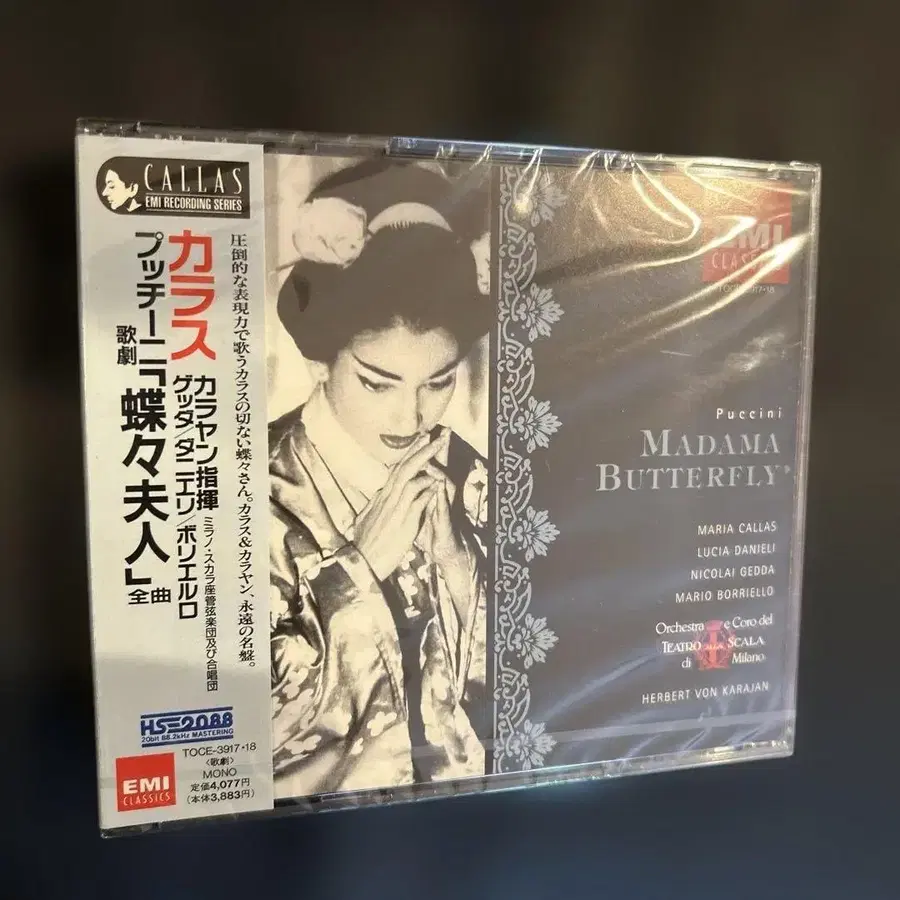 CALLAS
EMI RECORDING SERIES
圧倒的な表現力で歌うカラスの切ない蝶々さん。カラス&カラヤン、永遠の名盤。
カラス
カラヤン指揮
ミラノ・スカラ座管弦楽団及び合唱団
ゲッダ/ダニエリ/ボリエルロ
プッチーニ
歌劇
「蝶々夫人」全曲
HS-2088
20bit 88.2kHz MASTERING
TOCE-3917・18
〈歌劇〉
MONO
定価4,077円
(本体3,883円)
EMI
CLASSICS
EMI
CLASSICS
TOCE-3917・18
Puccini
MADAMA
BUTTERFLY
MARIA CALLAS
LUCIA DANIELI
NICOLAI GEDDA
MARIO BORRIELLO
Orchestra e Coro del
TEATRO ALLA SCALA
di Milano
HERBERT VON KARAJAN